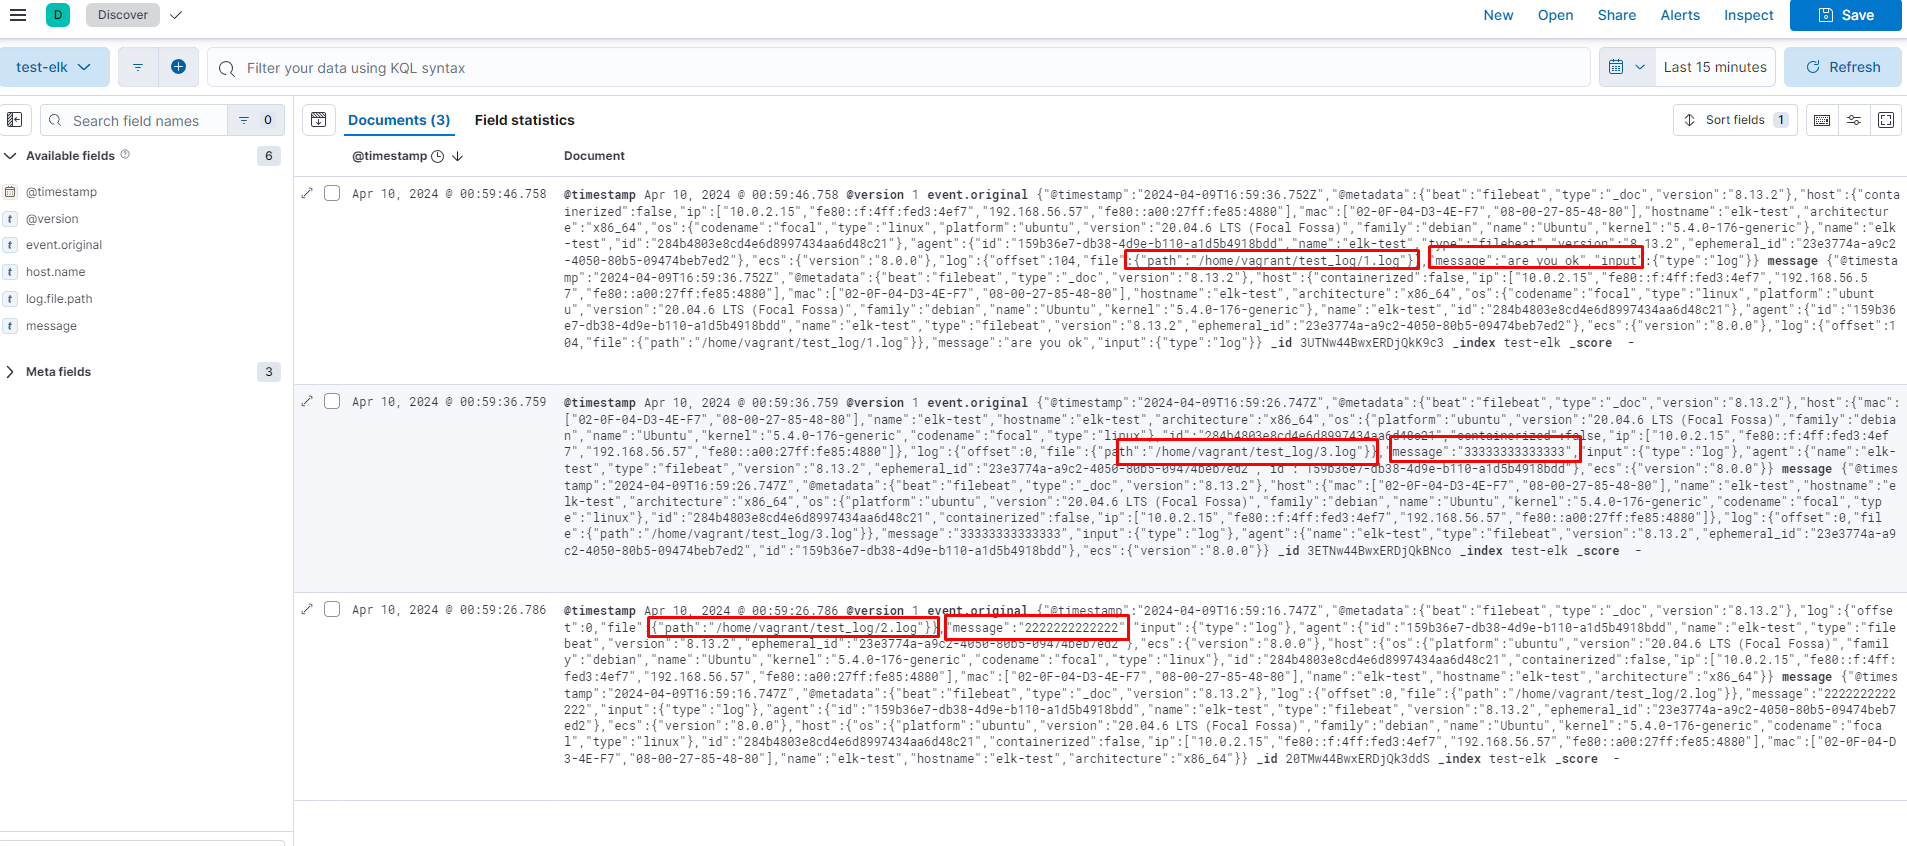 D Discover New Open Share Alerts Inspect Save
test-elk Filter your data using KQL syntax Last 15 minutes Refresh
Search field names 0 Documents (3) Field statistics Sort fields 1
Available fields 6
@timestamp Document
@timestamp
@version
event.original
host.name
log.file.path
message
Meta fields 3
Apr 10, 2024 @ 00:59:46.758 @timestamp Apr 10, 2024 @ 00:59:46.758 @version 1 event.original {"@timestamp":"2024-04-09T16:59:36.752Z","@metadata":{"beat":"filebeat","type":"_doc","version":"8.13.2"},"host":{"conta
inerized":false,"ip":["10.0.2.15","fe80::f:4ff:fed3:4ef7","192.168.56.57","fe80::a00:27ff:fe85:4880"],"mac":["02-0F-04-D3-4E-F7","08-00-27-85-48-80"],"hostname":"elk-test","architectur
e":"x86_64","os":{"codename":"focal","type":"linux","platform":"ubuntu","version":"20.04.6 LTS (Focal Fossa)","family":"debian","name":"Ubuntu","kernel":"5.4.0-176-generic"},"name":"elk
-test","id":"284b4803e8cd4e6d8997434aa6d48c21"},"agent":{"id":"159b36e7-db38-4d9e-b110-a1d5b4918bdd","name":"elk-test","type":"filebeat","version":"8.13.2","ephemeral_id":"23e3774a-a9c2
-4050-80b5-09474beb7ed2"},"ecs":{"version":"8.0.0"},"log":{"offset":104,"file":{"path":"/home/vagrant/test_log/1.log"}},"message":"are you ok","input":{"type":"log"}} message {"@timesta
mp":"2024-04-09T16:59:36.752Z","@metadata":{"beat":"filebeat","type":"_doc","version":"8.13.2"},"host":{"containerized":false,"ip":["10.0.2.15","fe80::f:4ff:fed3:4ef7","192.168.56.5
7","fe80::a00:27ff:fe85:4880"],"mac":["02-0F-04-D3-4E-F7","08-00-27-85-48-80"],"hostname":"elk-test","architecture":"x86_64","os":{"codename":"focal","type":"linux","platform":"ubunt
u","version":"20.04.6 LTS (Focal Fossa)","family":"debian","name":"Ubuntu","kernel":"5.4.0-176-generic"},"name":"elk-test","id":"284b4803e8cd4e6d8997434aa6d48c21"},"agent":{"id":"159b36
e7-db38-4d9e-b110-a1d5b4918bdd","name":"elk-test","type":"filebeat","version":"8.13.2","ephemeral_id":"23e3774a-a9c2-4050-80b5-09474beb7ed2"},"ecs":{"version":"8.0.0"},"log":{"offset":1
04,"file":{"path":"/home/vagrant/test_log/1.log"}},"message":"are you ok","input":{"type":"log"}} _id 3UTNw44BwxERDjQkK9c3 _index test-elk _score -
Apr 10, 2024 @ 00:59:36.759 @timestamp Apr 10, 2024 @ 00:59:36.759 @version 1 event.original {"@timestamp":"2024-04-09T16:59:26.747Z","@metadata":{"beat":"filebeat","type":"_doc","version":"8.13.2"},"host":{"mac":
["02-0F-04-D3-4E-F7","08-00-27-85-48-80"],"name":"elk-test","hostname":"elk-test","architecture":"x86_64","os":{"platform":"ubuntu","version":"20.04.6 LTS (Focal Fossa)","family":"debia
n","name":"Ubuntu","kernel":"5.4.0-176-generic","codename":"focal","type":"linux"},"id":"284b4803e8cd4e6d8997434aa6d48c21","containerized":false,"ip":["10.0.2.15","fe80::f:4ff:fed3:4ef
7","192.168.56.57","fe80::a00:27ff:fe85:4880"]},"log":{"offset":0,"file":{"path":"/home/vagrant/test_log/3.log"}},"message":"33333333333333","input":{"type":"log"},"agent":{"name":"elk-
test","type":"filebeat","version":"8.13.2","ephemeral_id":"23e3774a-a9c2-4050-80b5-09474beb7ed2","id":"159b36e7-db38-4d9e-b110-a1d5b4918bdd"},"ecs":{"version":"8.0.0"}} message {"@times
tamp":"2024-04-09T16:59:26.747Z","@metadata":{"beat":"filebeat","type":"_doc","version":"8.13.2"},"host":{"mac":["02-0F-04-D3-4E-F7","08-00-27-85-48-80"],"name":"elk-test","hostname":"e
lk-test","architecture":"x86_64","os":{"platform":"ubuntu","version":"20.04.6 LTS (Focal Fossa)","family":"debian","name":"Ubuntu","kernel":"5.4.0-176-generic","codename":"focal","typ
e":"linux"},"id":"284b4803e8cd4e6d8997434aa6d48c21","containerized":false,"ip":["10.0.2.15","fe80::f:4ff:fed3:4ef7","192.168.56.57","fe80::a00:27ff:fe85:4880"]},"log":{"offset":0,"file"
:{"path":"/home/vagrant/test_log/3.log"}},"message":"33333333333333","input":{"type":"log"},"agent":{"name":"elk-test","type":"filebeat","version":"8.13.2","ephemeral_id":"23e3774a-a9
c2-4050-80b5-09474beb7ed2","id":"159b36e7-db38-4d9e-b110-a1d5b4918bdd"},"ecs":{"version":"8.0.0"}} _id 3ETNw44BwxERDjQkBNco _index test-elk _score -
Apr 10, 2024 @ 00:59:26.786 @timestamp Apr 10, 2024 @ 00:59:26.786 @version 1 event.original {"@timestamp":"2024-04-09T16:59:16.747Z","@metadata":{"beat":"filebeat","type":"_doc","version":"8.13.2"},"log":{"offse
t":0,"file":{"path":"/home/vagrant/test_log/2.log"}},"message":"2222222222222","input":{"type":"log"},"agent":{"id":"159b36e7-db38-4d9e-b110-a1d5b4918bdd","name":"elk-test","type":"file
beat","version":"8.13.2","ephemeral_id":"23e3774a-a9c2-4050-80b5-09474beb7ed2"},"ecs":{"version":"8.0.0"},"host":{"os":{"platform":"ubuntu","version":"20.04.6 LTS (Focal Fossa)","famil
y":"debian","name":"Ubuntu","kernel":"5.4.0-176-generic","codename":"focal","type":"linux"},"id":"284b4803e8cd4e6d8997434aa6d48c21","containerized":false,"ip":["10.0.2.15","fe80::f:4ff:
fed3:4ef7","192.168.56.57","fe80::a00:27ff:fe85:4880"],"mac":["02-0F-04-D3-4E-F7","08-00-27-85-48-80"],"name":"elk-test","hostname":"elk-test","architecture":"x86_64"}} message {"@times
tamp":"2024-04-09T16:59:16.747Z","@metadata":{"beat":"filebeat","type":"_doc","version":"8.13.2"},"log":{"offset":0,"file":{"path":"/home/vagrant/test_log/2.log"}},"message":"2222222222
222","input":{"type":"log"},"agent":{"id":"159b36e7-db38-4d9e-b110-a1d5b4918bdd","name":"elk-test","type":"filebeat","version":"8.13.2","ephemeral_id":"23e3774a-a9c2-4050-80b5-09474beb7
ed2"},"ecs":{"version":"8.0.0"},"host":{"os":{"platform":"ubuntu","version":"20.04.6 LTS (Focal Fossa)","family":"debian","name":"Ubuntu","kernel":"5.4.0-176-generic","codename":"foca
l","type":"linux"},"id":"284b4803e8cd4e6d8997434aa6d48c21","containerized":false,"ip":["10.0.2.15","fe80::f:4ff:fed3:4ef7","192.168.56.57","fe80::a00:27ff:fe85:4880"],"mac":["02-0F-04-D
3-4E-F7","08-00-27-85-48-80"],"name":"elk-test","hostname":"elk-test","architecture":"x86_64"}} _id 20TMw44BwxERDjQk3ddS _index test-elk _score -